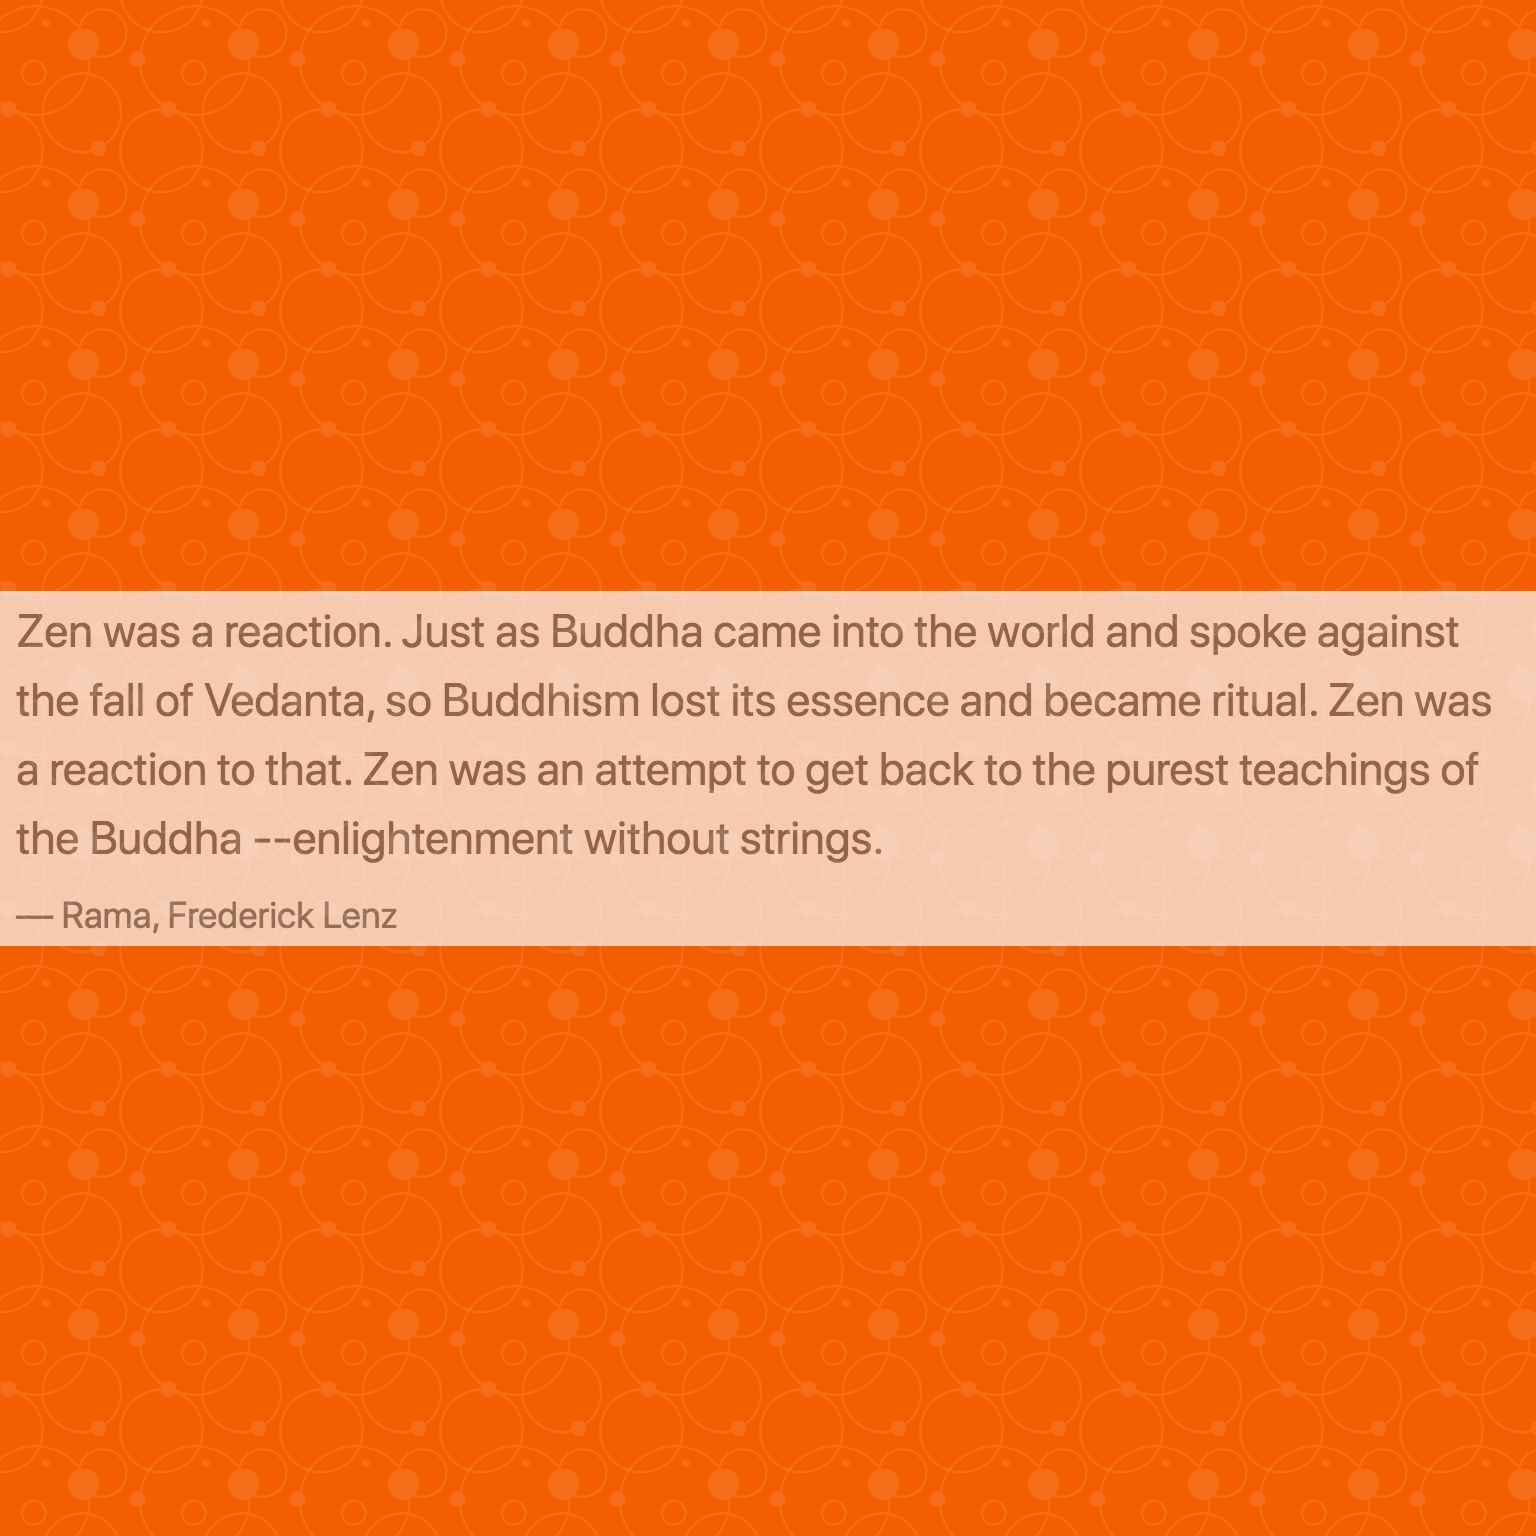 Zen was a reaction. Just as Buddha came into the world and spoke against
the fall of Vedanta, so Buddhism lost its essence and became ritual. Zen was
a reaction to that. Zen was an attempt to get back to the purest teachings of
the Buddha --enlightenment without strings.
— Rama, Frederick Lenz